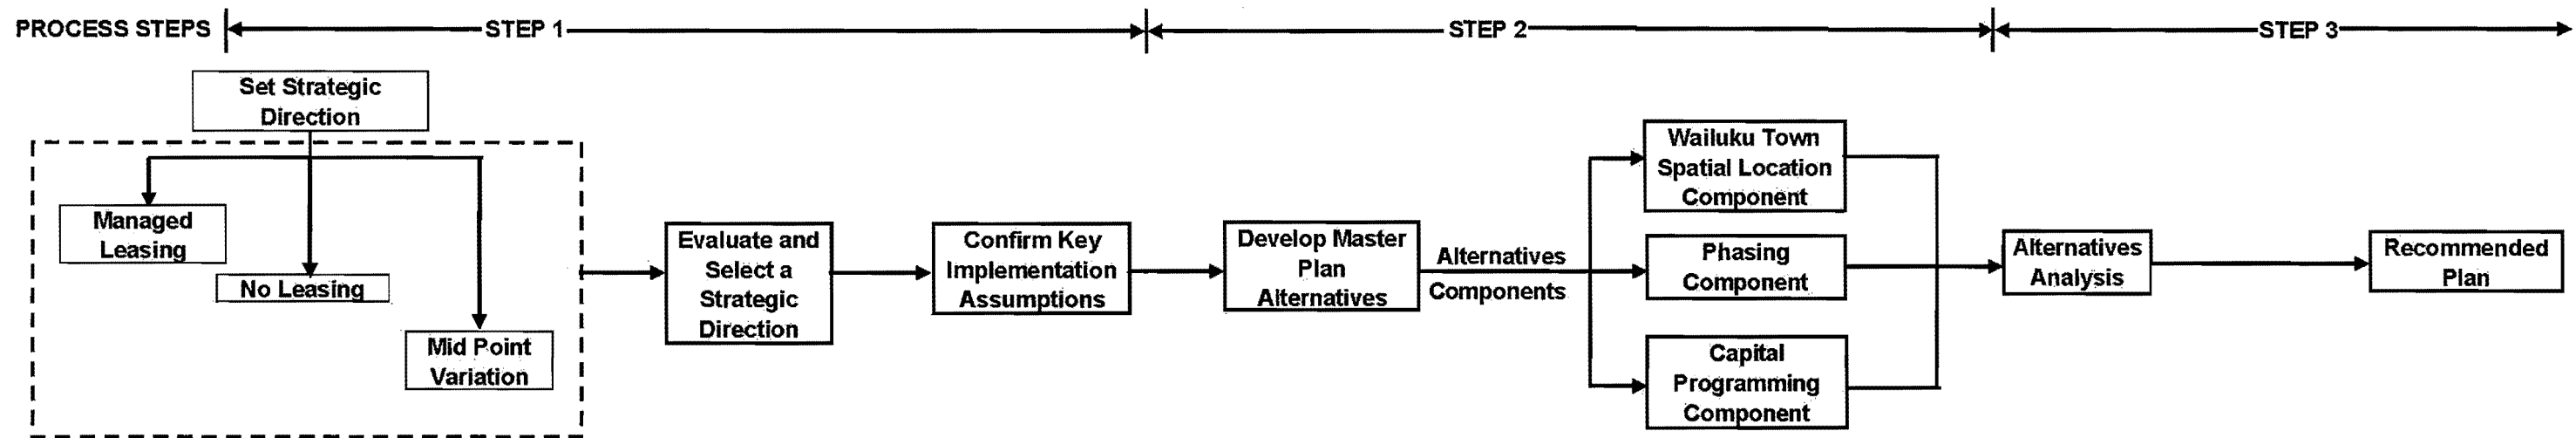 PROCESS STEPS
STEP 1
STEP 2
STEP 3
Set Strategic
Direction
Managed
Leasing
No Leasing
Mid Point
Variation
Evaluate and
Select a
Strategic
Direction
Confirm Key
Implementation
Assumptions
Develop Master
Plan
Alternatives
Alternatives
Components
Wailuku Town
Spatial Location
Component
Phasing
Component
Capital
Programming
Component
Alternatives
Analysis
Recommended
Plan